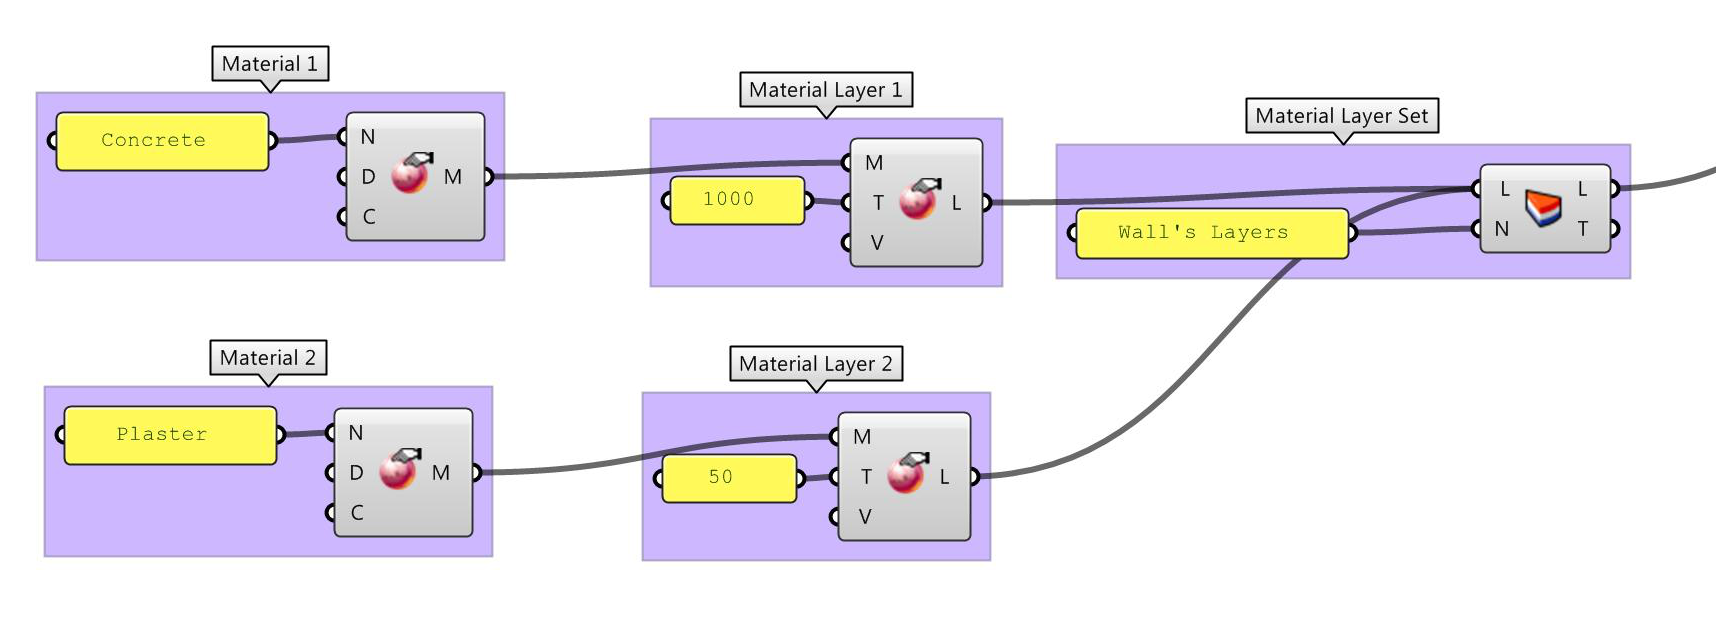 Material 1
Concrete
N
D
M
C
Material Layer 1
M
1000
T
L
V
Material Layer Set
L
L
Wall's Layers
N
T
Material 2
Plaster
N
D
M
C
Material Layer 2
M
50
T
L
V